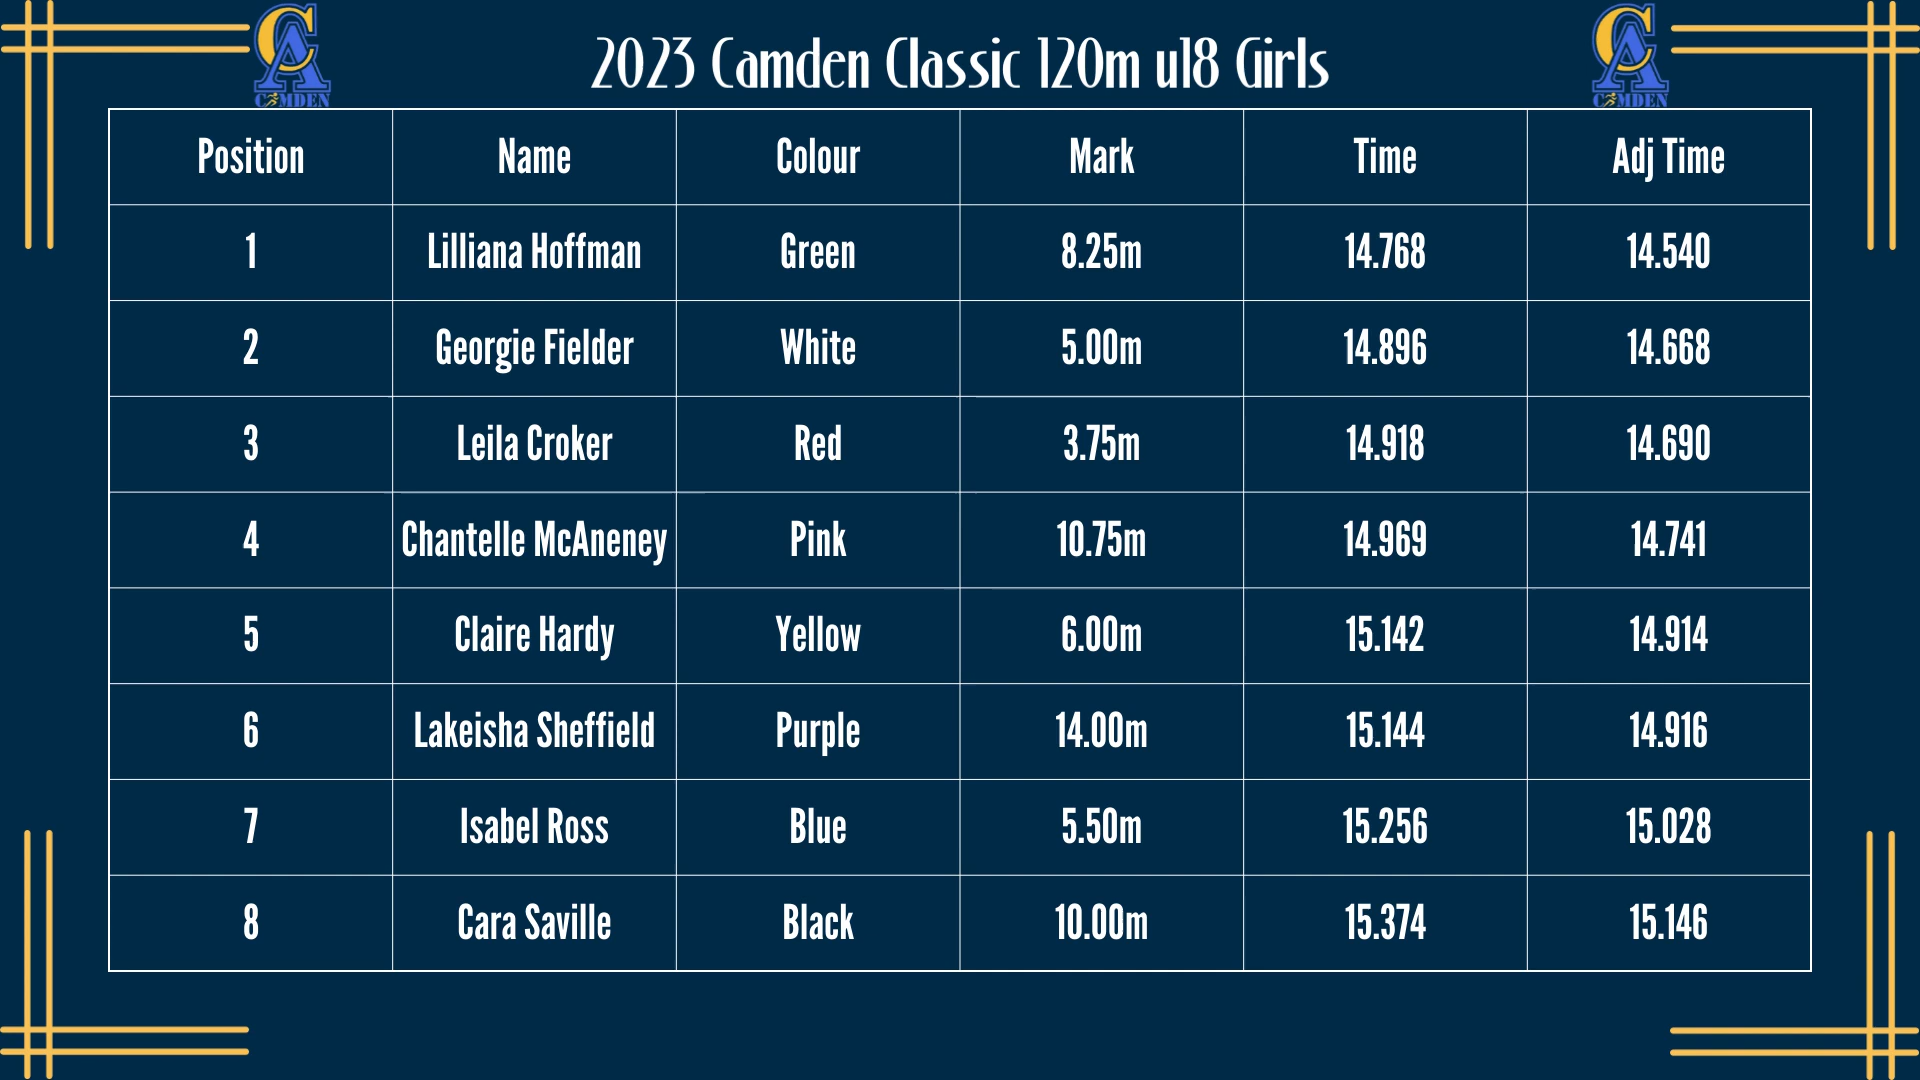 CA
CAMDEN
2023 Camden Classic 120m u18 Girls
CA
CAMDEN
Position Name Colour Mark Time Adj Time
1 Lilliana Hoffman Green 8.25m 14.768 14.540
2 Georgie Fielder White 5.00m 14.896 14.668
3 Leila Croker Red 3.75m 14.918 14.690
4 Chantelle McAneney Pink 10.75m 14.969 14.741
5 Claire Hardy Yellow 6.00m 15.142 14.914
6 Lakeisha Sheffield Purple 14.00m 15.144 14.916
7 Isabel Ross Blue 5.50m 15.256 15.028
8 Cara Saville Black 10.00m 15.374 15.146